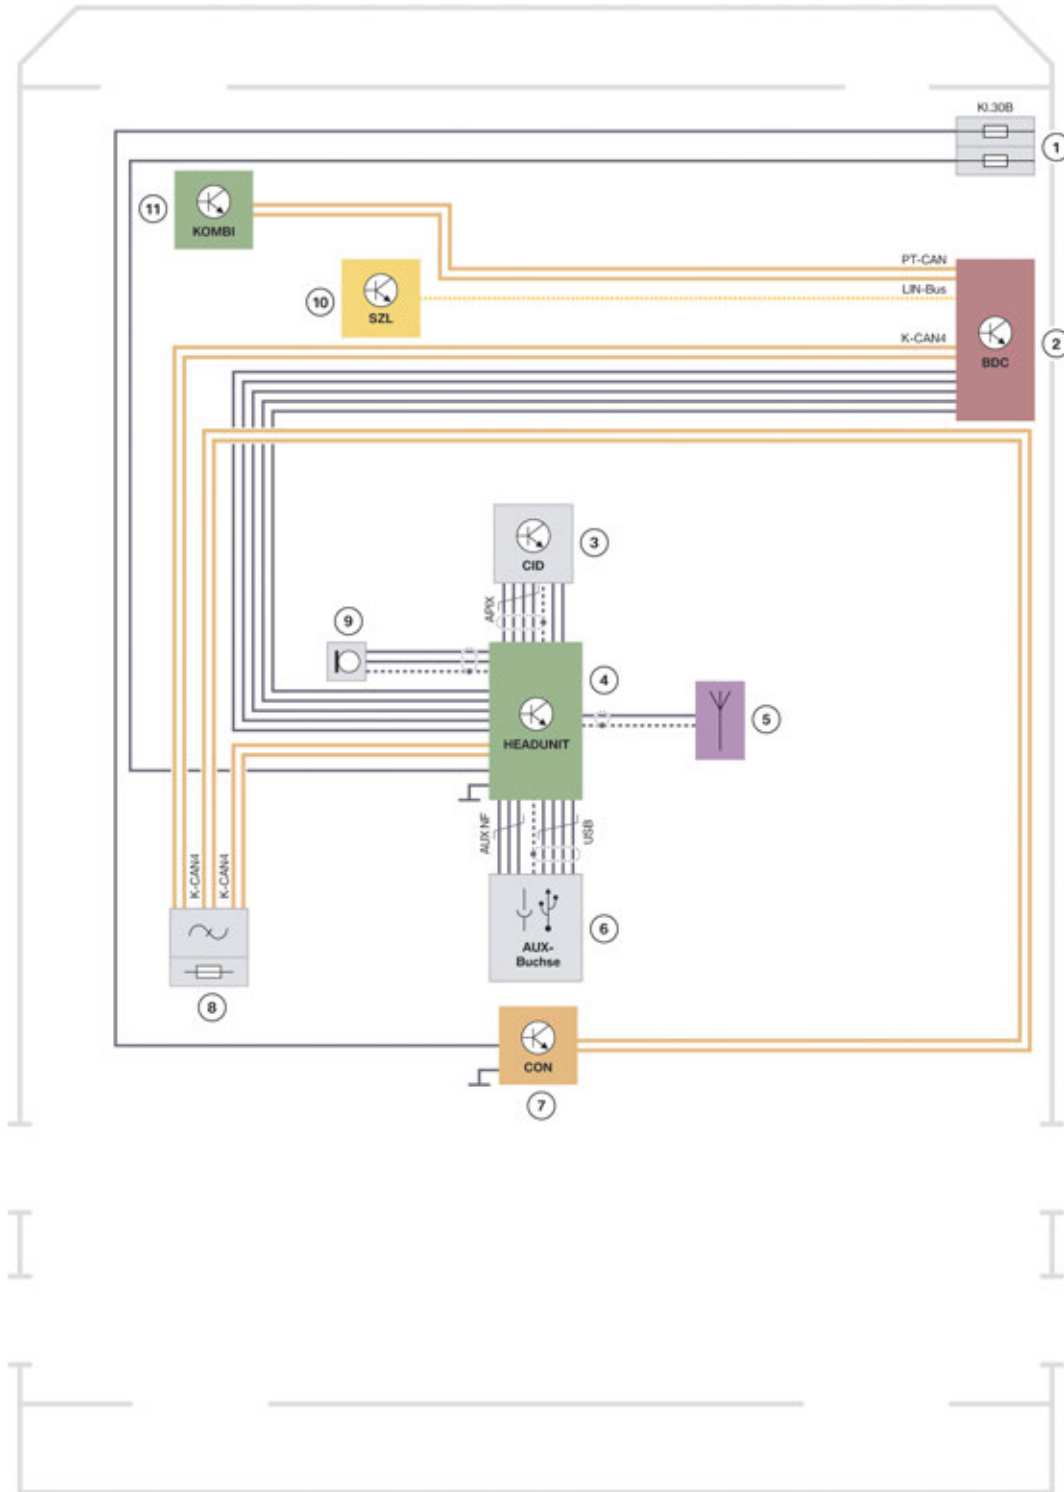 Kl.30B
1
11
KOMBI
PT-CAN
10
SZL
LIN-Bus
K-CAN4
BDC
2
CID
3
APIX
9
4
HEADUNIT
5
AUX NF
USB
K-CAN4
K-CAN4
AUX-
Buchse
6
8
CON
7